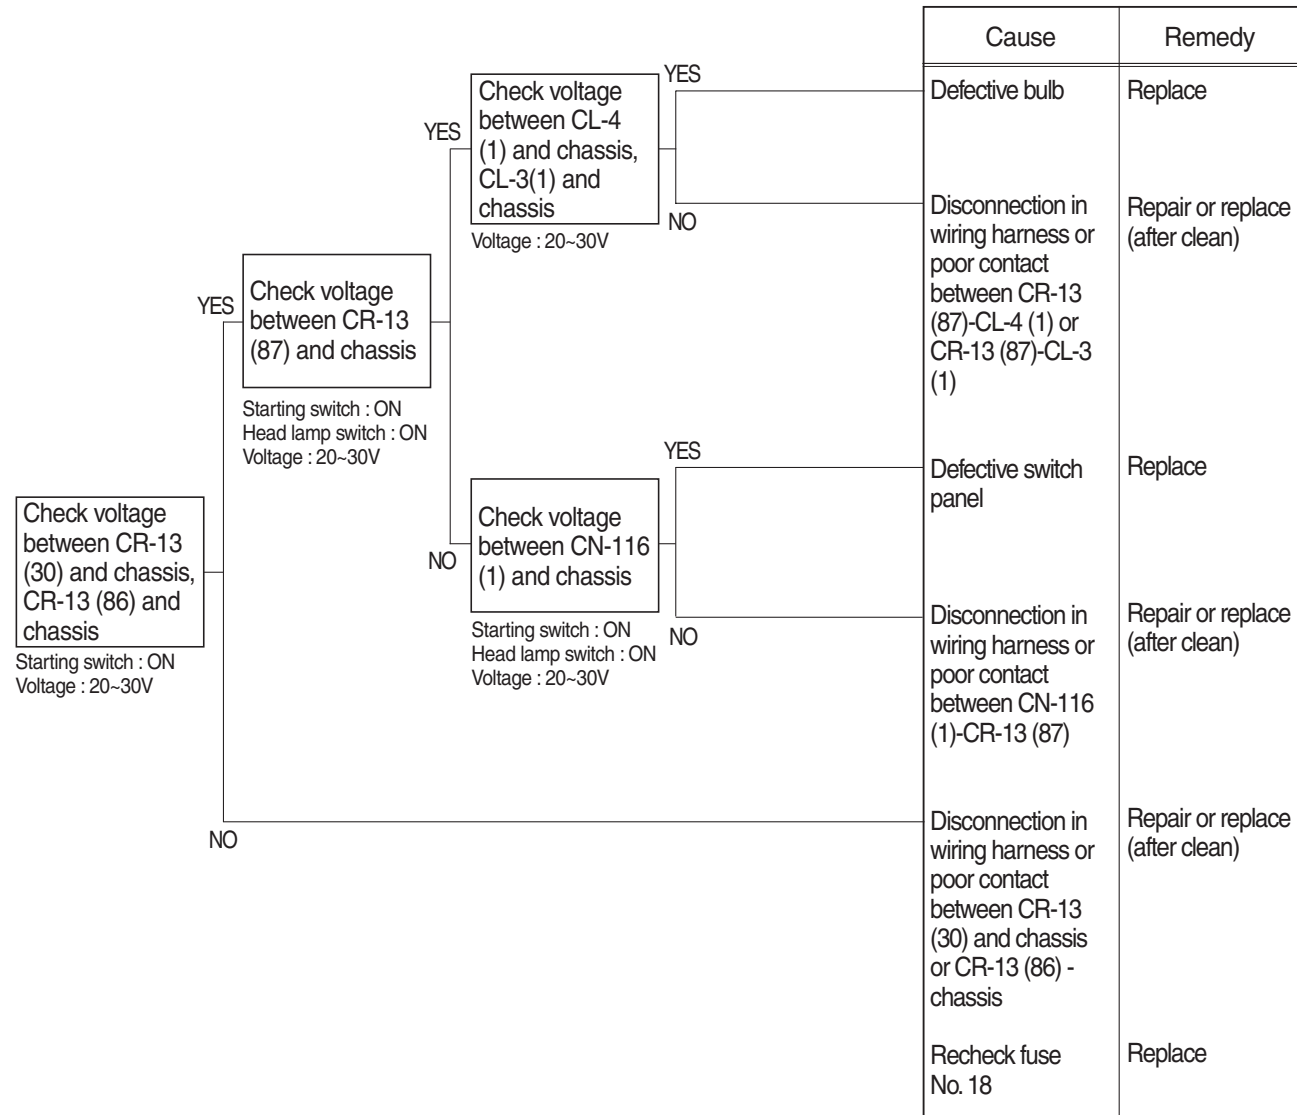 Cause
Remedy
YES
Check voltage
between CL-4
(1) and chassis,
CL-3(1) and
chassis
Voltage : 20~30V
YES
NO
Defective bulb
Replace
Disconnection in
wiring harness or
poor contact
between CR-13
(87)-CL-4 (1) or
CR-13 (87)-CL-3
(1)
Repair or replace
(after clean)
YES
Check voltage
between CR-13
(87) and chassis
Starting switch : ON
Head lamp switch : ON
Voltage : 20~30V
NO
Check voltage
between CN-116
(1) and chassis
Starting switch : ON
Head lamp switch : ON
Voltage : 20~30V
YES
NO
Defective switch
panel
Replace
Disconnection in
wiring harness or
poor contact
between CN-116
(1)-CR-13 (87)
Repair or replace
(after clean)
Check voltage
between CR-13
(30) and chassis,
CR-13 (86) and
chassis
Starting switch : ON
Voltage : 20~30V
NO
Disconnection in
wiring harness or
poor contact
between CR-13
(30) and chassis
or CR-13 (86) -
chassis
Repair or replace
(after clean)
Recheck fuse
No. 18
Replace